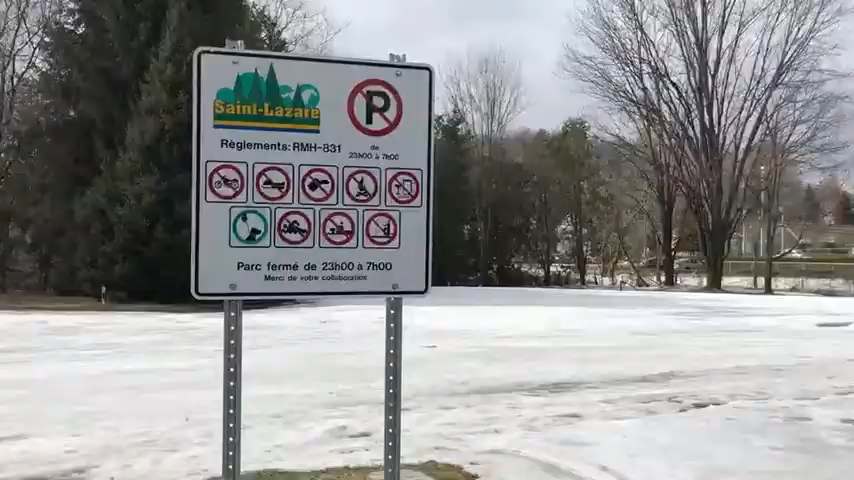 Saint-Lazare
P
Règlements: RMH-831
de
23h00 à 7h00
Parc fermé de 23h00 à 7h00
Merci de votre collaboration